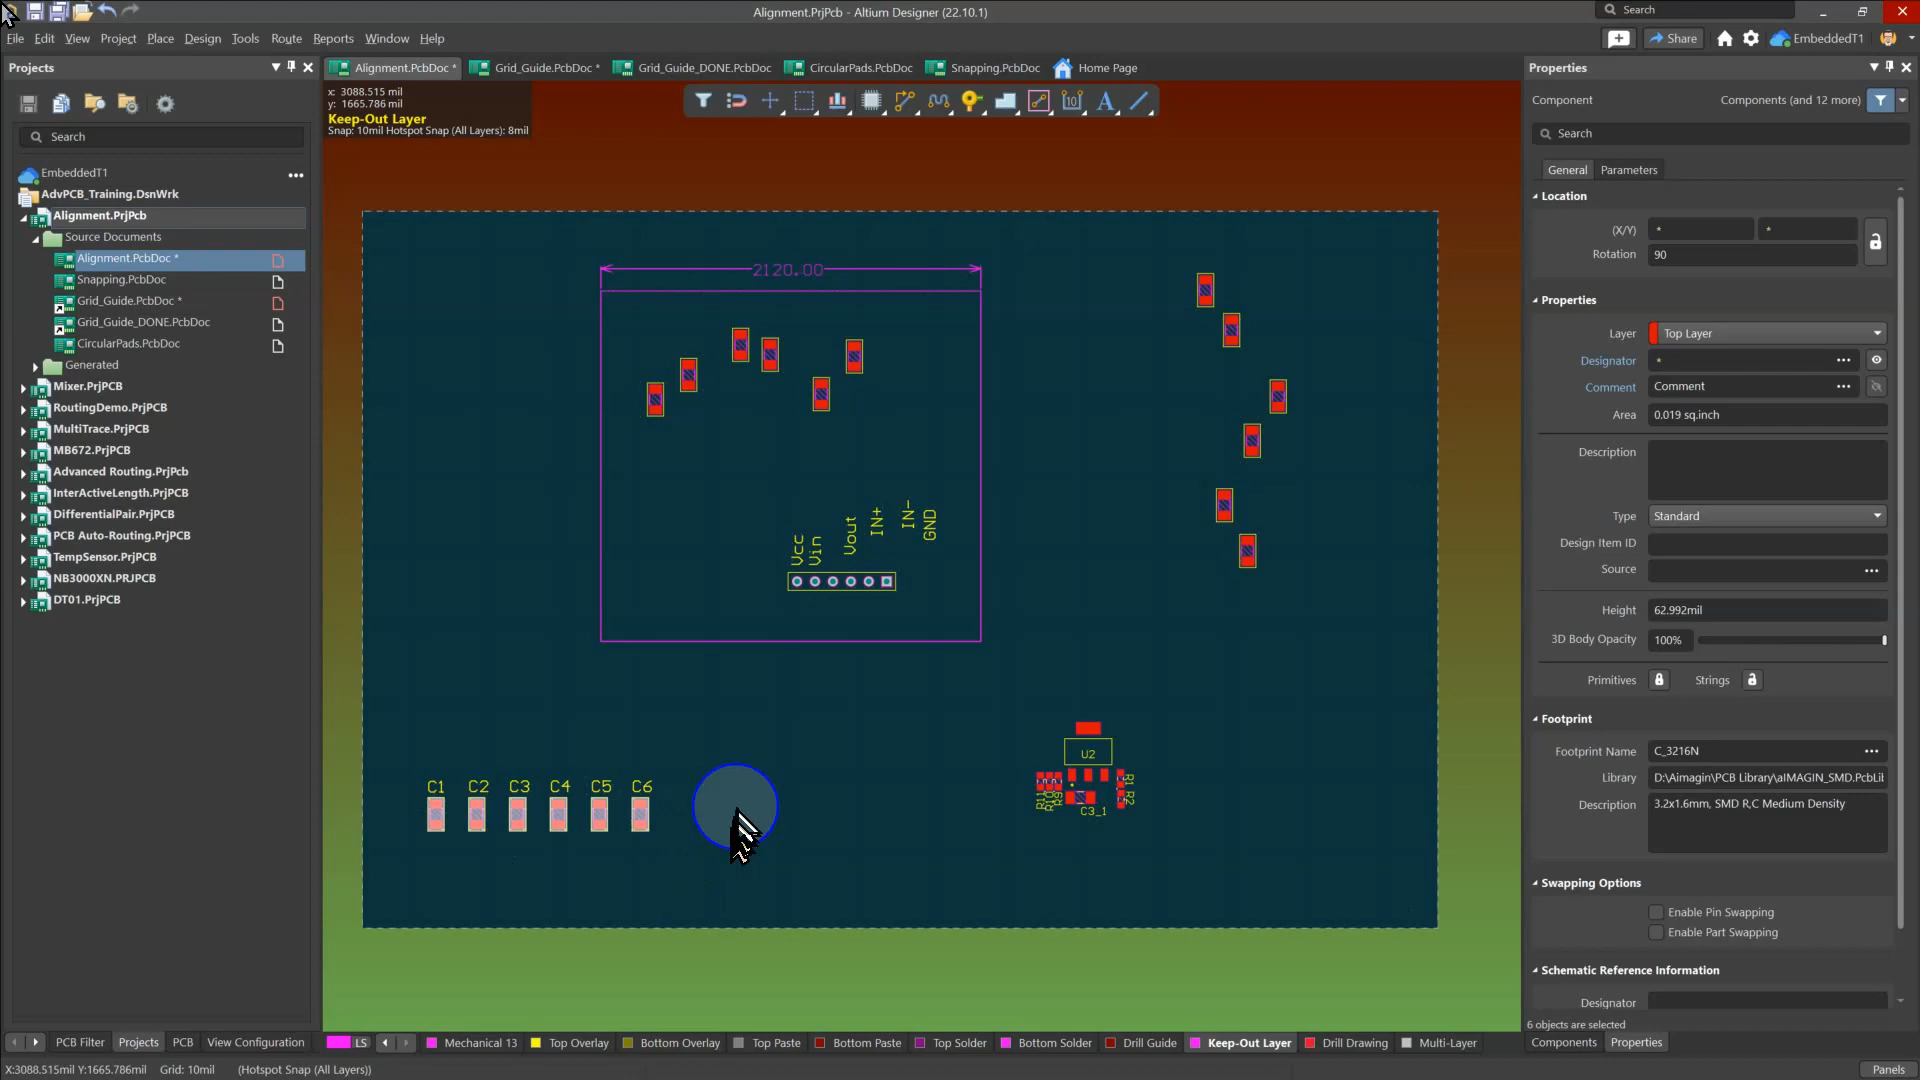 Alignment.PrjPcb - Altium Designer (22.10.1)
Search
File Edit View Project Place Design Tools Route Reports Window Help
Share
EmbeddedT1
Projects
Alignment.PcbDoc *
Grid_Guide.PcbDoc *
Grid_Guide_DONE.PcbDoc
CircularPads.PcbDoc
Snapping.PcbDoc
Home Page
Properties
x: 3088.515 mil
y: 1665.786 mil
Keep-Out Layer
Snap: 10mil Hotspot Snap (All Layers): 8mil
Search
EmbeddedT1
AdvPCB_Training.DsnWrk
Alignment.PrjPcb
Source Documents
Alignment.PcbDoc *
Snapping.PcbDoc
Grid_Guide.PcbDoc *
Grid_Guide_DONE.PcbDoc
CircularPads.PcbDoc
Generated
Mixer.PrjPCB
RoutingDemo.PrjPCB
MultiTrace.PrjPCB
MB672.PrjPCB
Advanced Routing.PrjPcb
InterActiveLength.PrjPCB
DifferentialPair.PrjPCB
PCB Auto-Routing.PrjPCB
TempSensor.PrjPCB
NB3000XN.PRJPCB
DT01.PrjPCB
2120.00
Vcc
Vin
Vout
IN+
IN-
GND
C1 C2 C3 C4 C5 C6
U2
R11
R10
R9
R1
R2
C3_1
Component
Components (and 12 more)
Search
General
Parameters
Location
(X/Y) * *
Rotation 90
Properties
Layer Top Layer
Designator *
Comment Comment
Area 0.019 sq.inch
Description
Type Standard
Design Item ID
Source
Height 62.992mil
3D Body Opacity 100%
Primitives
Strings
Footprint
Footprint Name C_3216N
Library D:\Aimagin\PCB Library\aIMAGIN_SMD.PcbLil
Description 3.2x1.6mm, SMD R,C Medium Density
Swapping Options
Enable Pin Swapping
Enable Part Swapping
Schematic Reference Information
Designator
6 objects are selected
Components
Properties
PCB Filter
Projects
PCB
View Configuration
LS
Mechanical 13
Top Overlay
Bottom Overlay
Top Paste
Bottom Paste
Top Solder
Bottom Solder
Drill Guide
Keep-Out Layer
Drill Drawing
Multi-Layer
X:3088.515mil Y:1665.786mil Grid: 10mil (Hotspot Snap (All Layers))
Panels